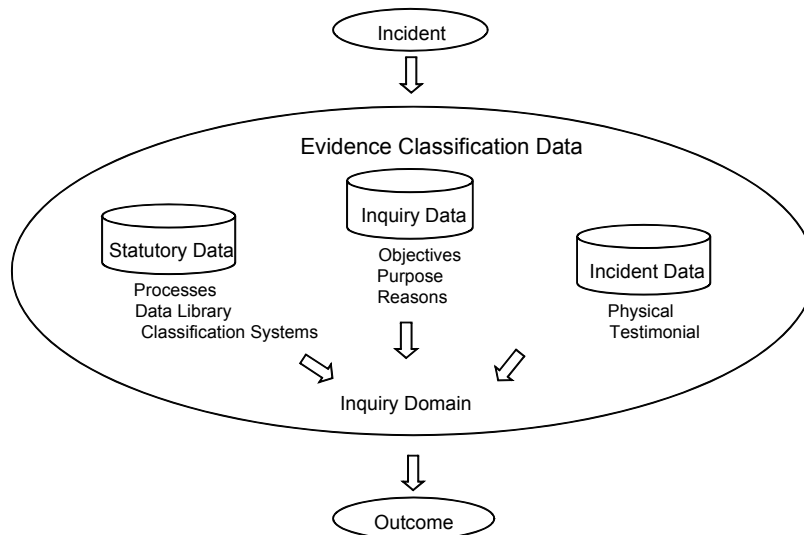 Incident
Evidence Classification Data
Statutory Data
Processes
Data Library
Classification Systems
Inquiry Data
Objectives
Purpose
Reasons
Incident Data
Physical
Testimonial
Inquiry Domain
Outcome